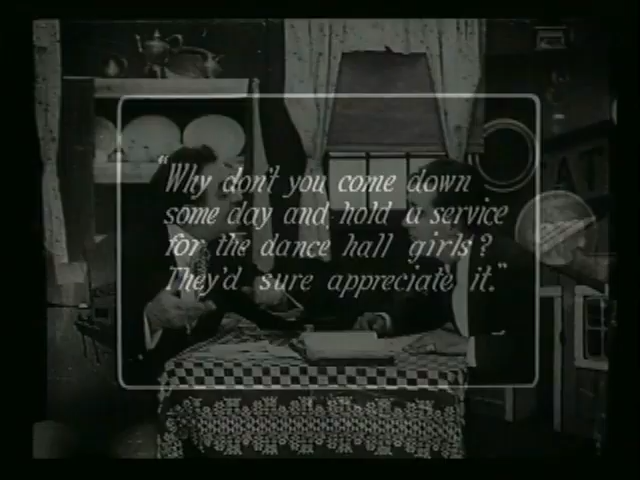 "Why don't you come down
some day and hold a service
for the dance hall girls?
They'd sure appreciate it."